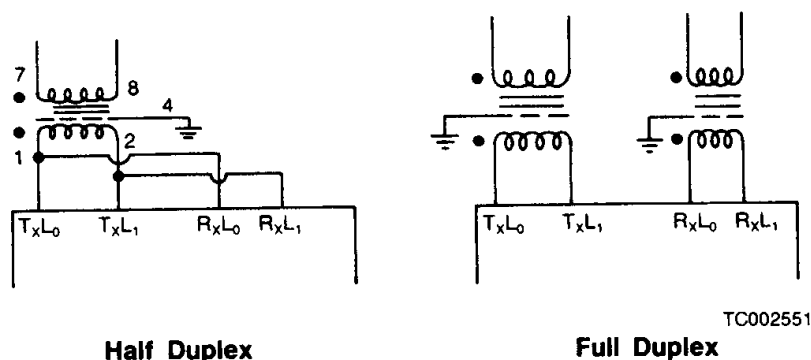 7
8
4
1
2
TₓL₀ TₓL₁ RₓL₀ RₓL₁
TₓL₀ TₓL₁ RₓL₀ RₓL₁
TC002551
Half Duplex
Full Duplex